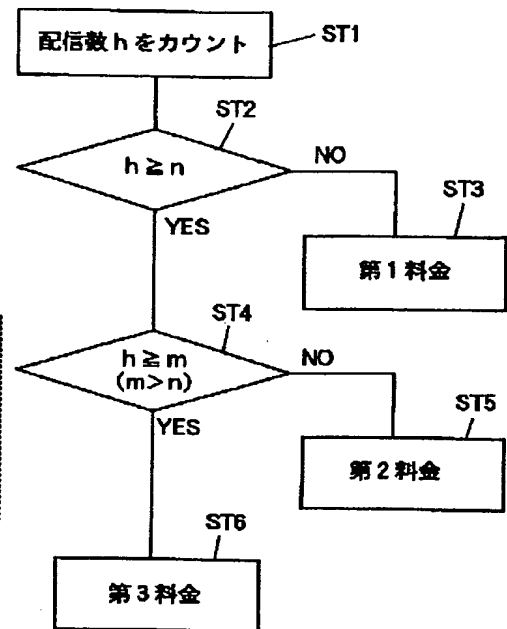 配信数hをカウント
ST1
ST2
h≧n
NO
ST3
YES
第1料金
ST4
h≧m
(m>n)
NO
ST5
YES
第2料金
ST6
第3料金